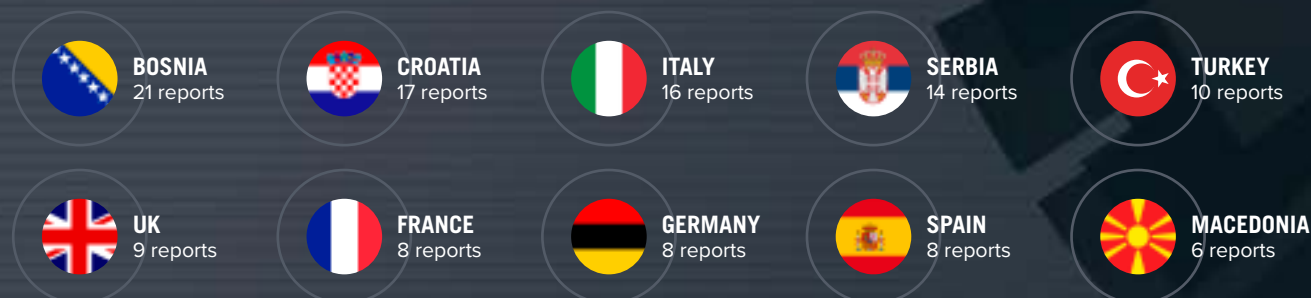 BOSNIA
21 reports
CROATIA
17 reports
ITALY
16 reports
SERBIA
14 reports
TURKEY
10 reports
UK
9 reports
FRANCE
8 reports
GERMANY
8 reports
SPAIN
8 reports
MACEDONIA
6 reports